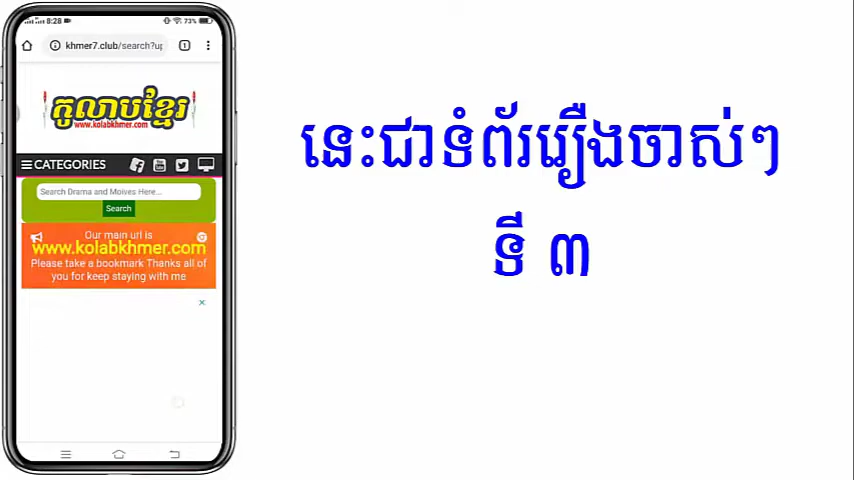 8:28
73%
khmer7.club/search?up
1
កូលាបខ្មែរ
www.kolabkhmer.com
CATEGORIES
Search Drama and Moives Here...
Search
Our main url is
www.kolabkhmer.com
Please take a bookmark Thanks all of
you for keep staying with me
នេះជាទំព័ររឿងចាស់ៗ
ទី ៣